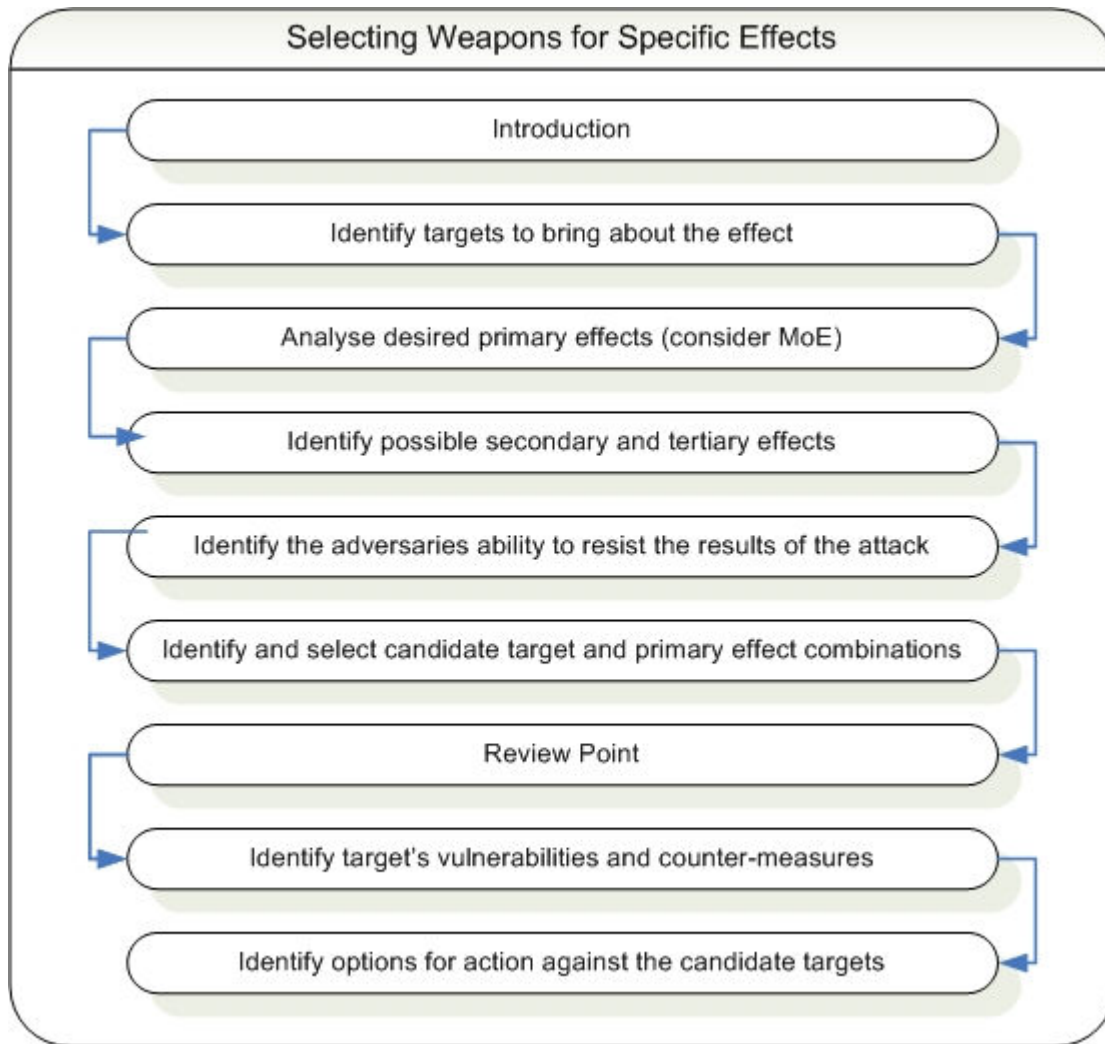 Selecting Weapons for Specific Effects
Introduction
Identify targets to bring about the effect
Analyse desired primary effects (consider MoE)
Identify possible secondary and tertiary effects
Identify the adversaries ability to resist the results of the attack
Identify and select candidate target and primary effect combinations
Review Point
Identify target's vulnerabilities and counter-measures
Identify options for action against the candidate targets